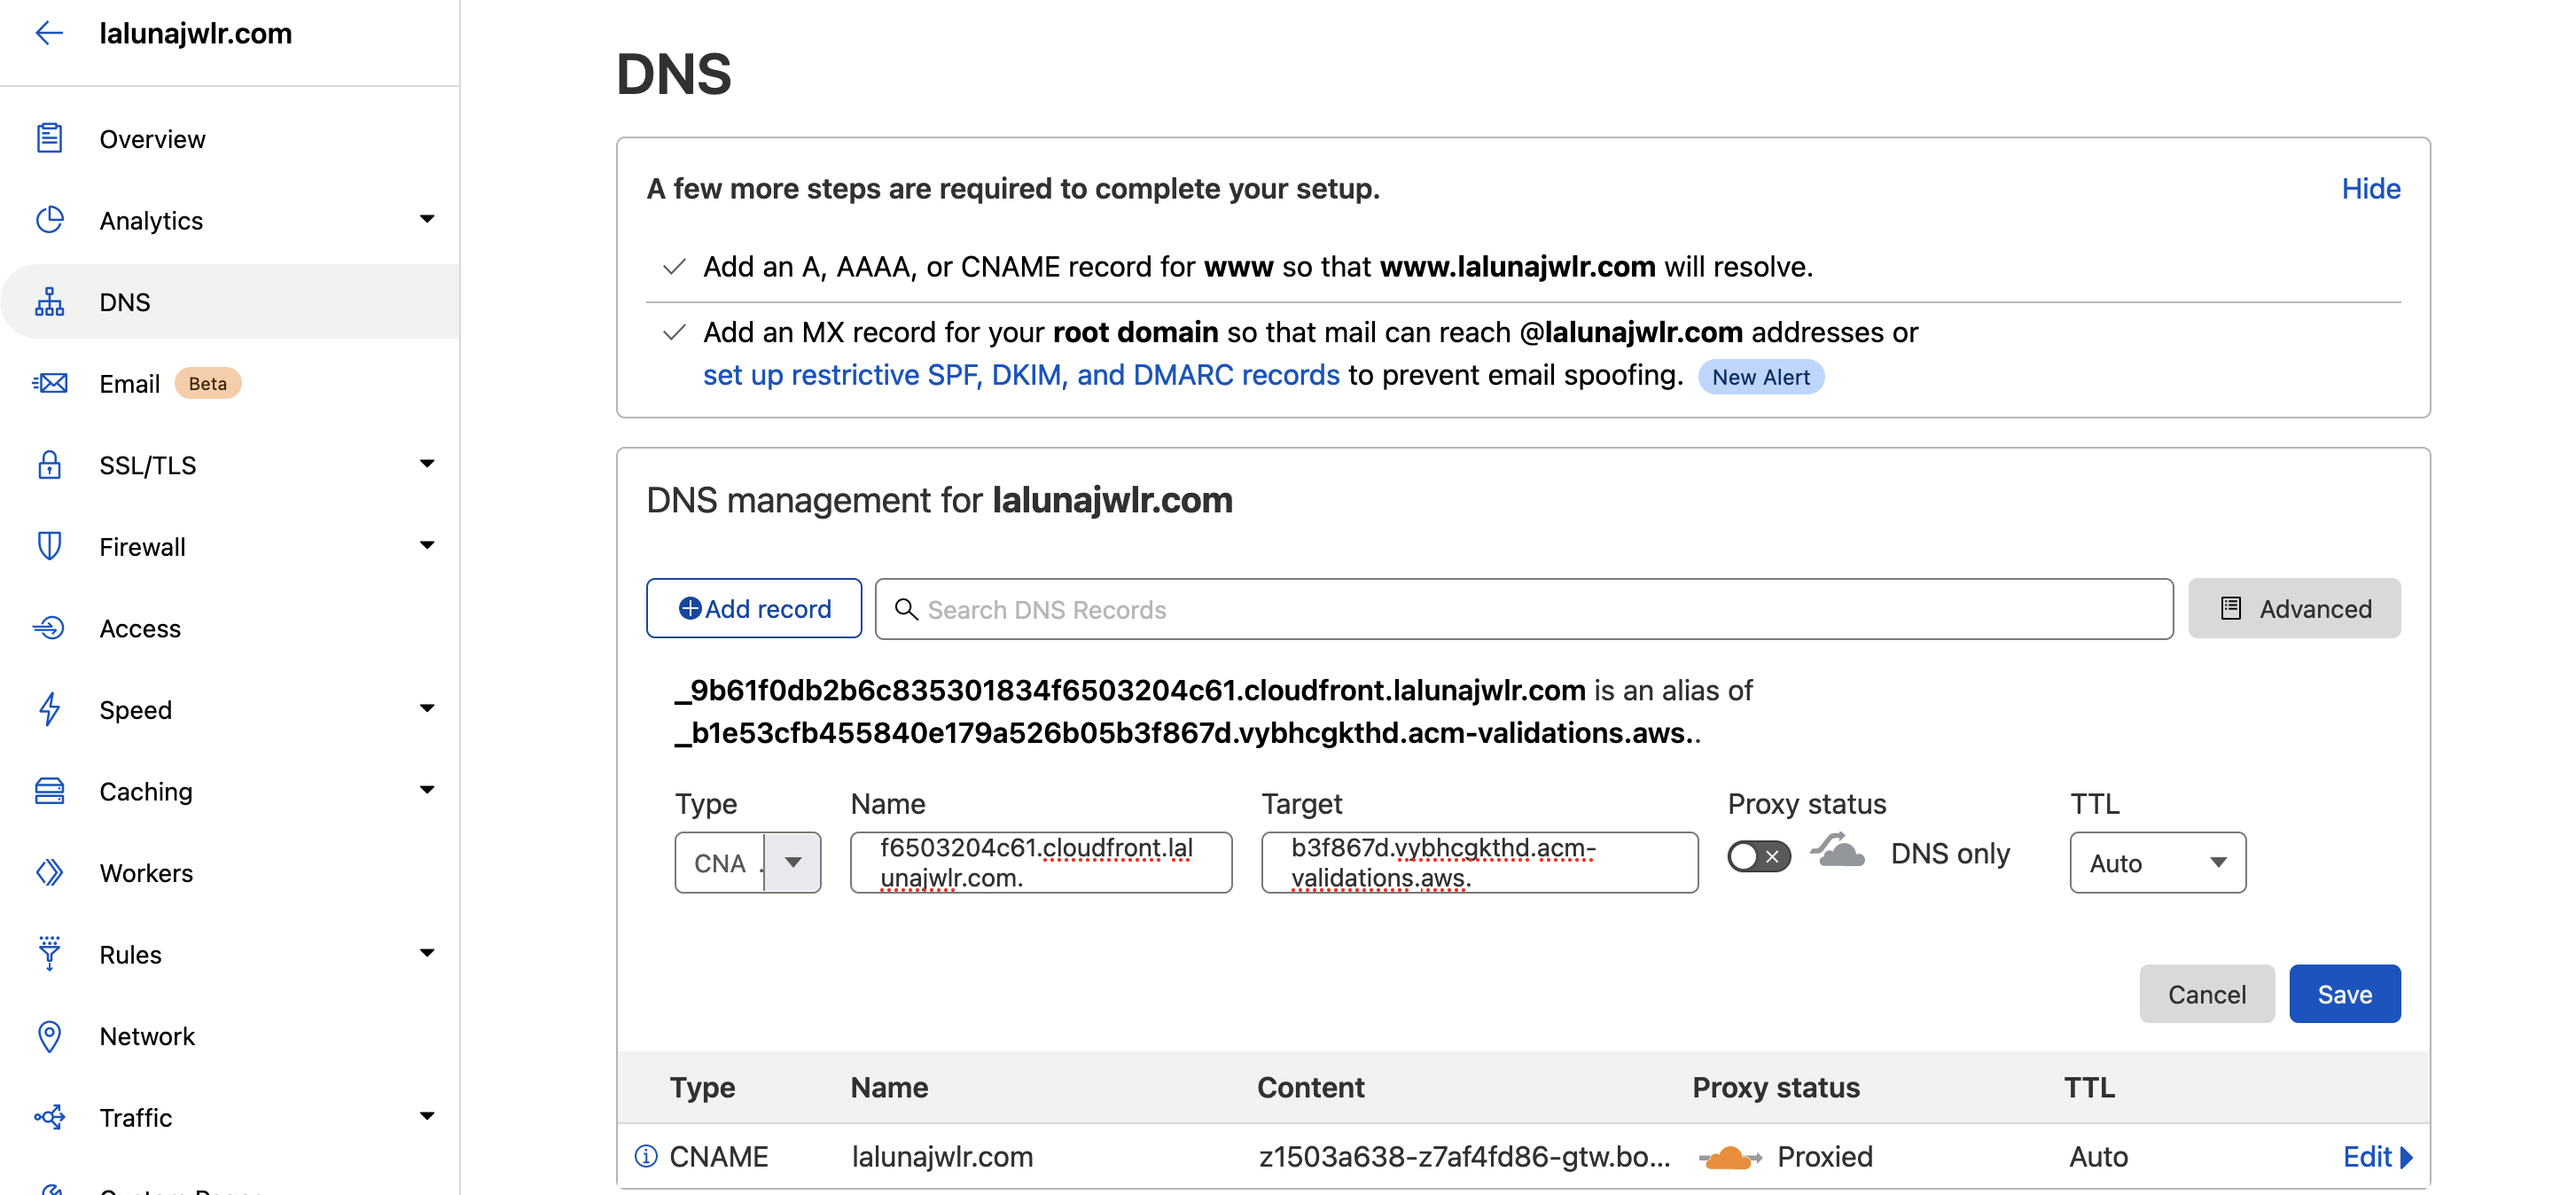 lalunajwlr.com
Overview
Analytics
DNS
Email Beta
SSL/TLS
Firewall
Access
Speed
Caching
Workers
Rules
Network
Traffic
DNS
A few more steps are required to complete your setup.
Hide
Add an A, AAAA, or CNAME record for www so that www.lalunajwlr.com will resolve.
Add an MX record for your root domain so that mail can reach @lalunajwlr.com addresses or
set up restrictive SPF, DKIM, and DMARC records to prevent email spoofing. New Alert
DNS management for lalunajwlr.com
Add record
Search DNS Records
Advanced
_9b61f0db2b6c835301834f6503204c61.cloudfront.lalunajwlr.com is an alias of
_b1e53cfb455840e179a526b05b3f867d.vybhcgkthd.acm-validations.aws..
Type Name Target Proxy status TTL
CNA .
f6503204c61.cloudfront.lal
unajwlr.com.
b3f867d.vybhcgkthd.acm-
validations.aws.
DNS only
Auto
Cancel Save
Type Name Content Proxy status TTL
CNAME lalunajwlr.com z1503a638-z7af4fd86-gtw.bo... Proxied Auto Edit